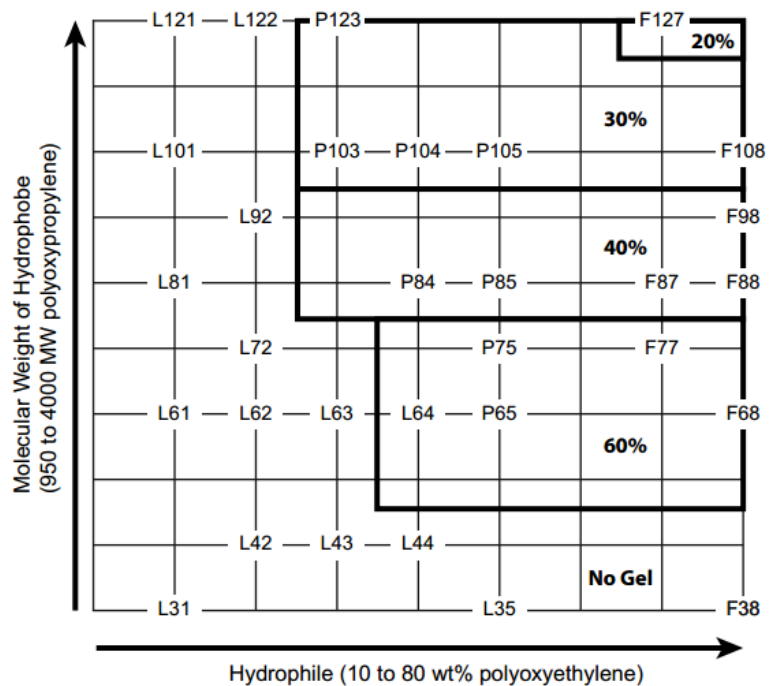 L121 L122 P123 F127
20%
30%
L101 P103 P104 P105 F108
L92 F98
40%
L81 P84 P85 F87 F88
L72 P75 F77
L61 L62 L63 L64 P65 F68
60%
L42 L43 L44
No Gel
L31 L35 F38
Molecular Weight of Hydrophobe
(950 to 4000 MW polyoxypropylene)
Hydrophile (10 to 80 wt% polyoxyethylene)